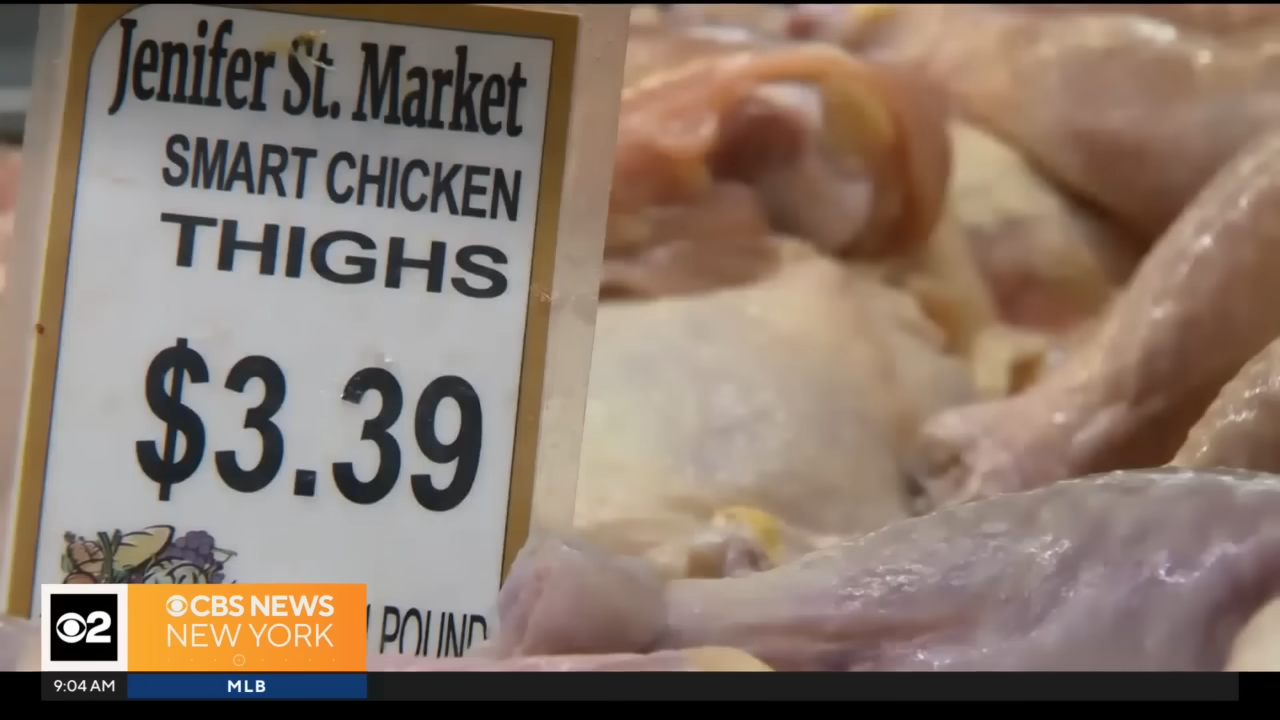 Jenifer St. Market
SMART CHICKEN
THIGHS
$3.39
POUND
2
CBS NEWS
NEW YORK
9:04 AM
MLB